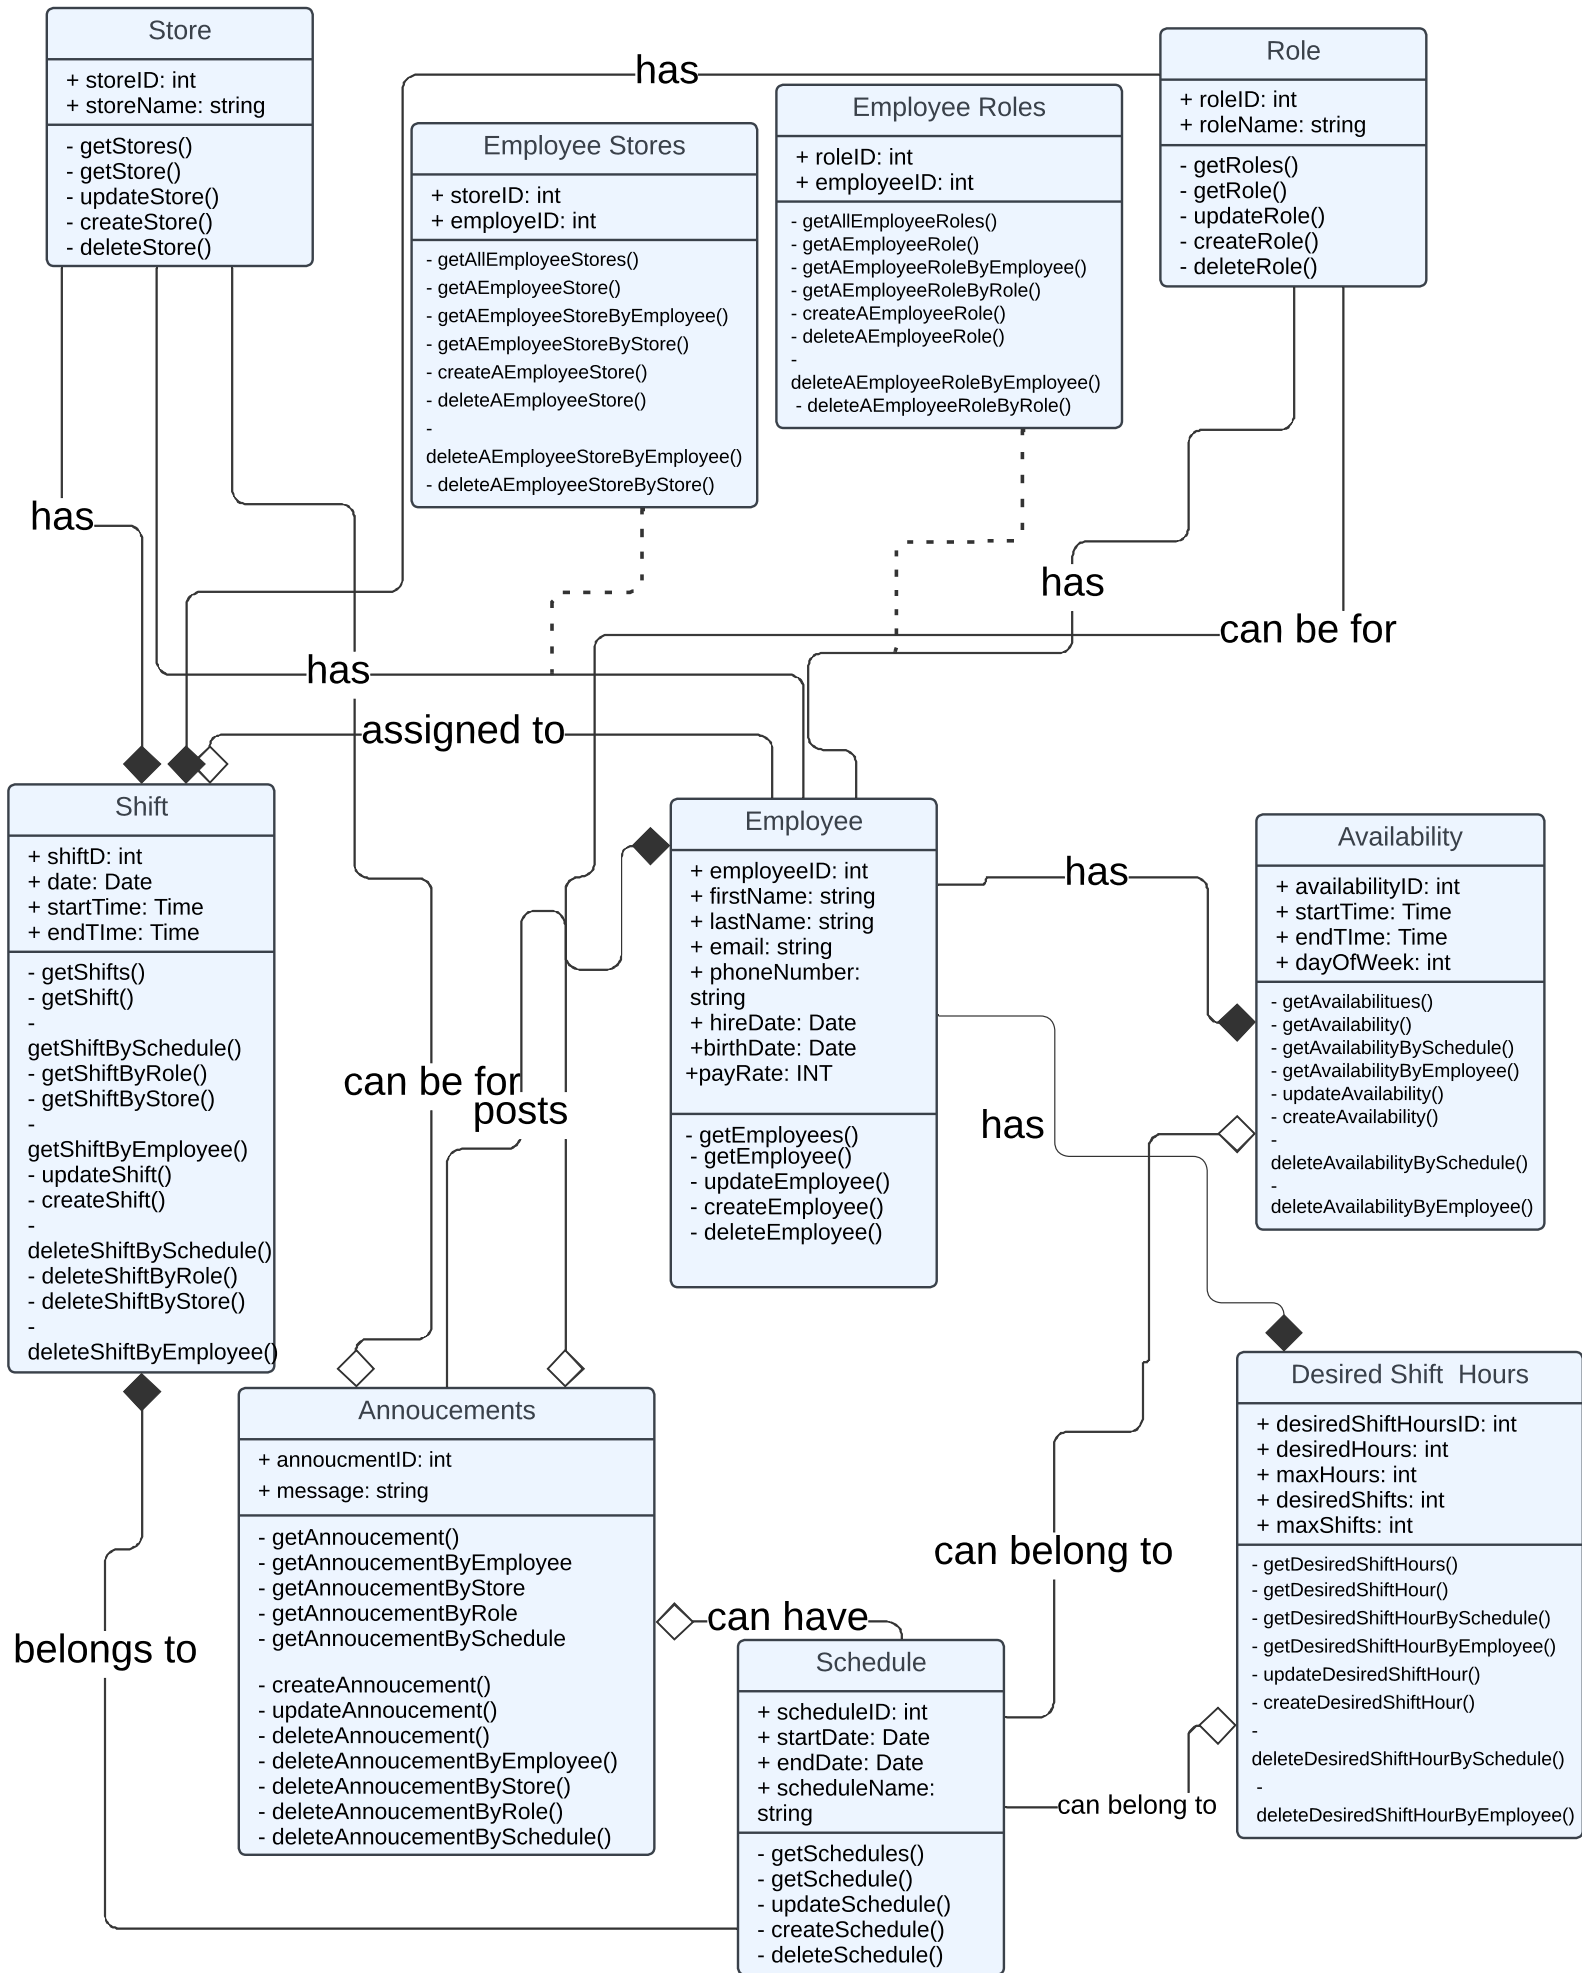 Store
+ storeID: int
+ storeName: string
- getStores()
- getStore()
- updateStore()
- createStore()
- deleteStore()
has
Employee Stores
+ storeID: int
+ employeID: int
- getAllEmployeeStores()
- getAEmployeeStore()
- getAEmployeeStoreByEmployee()
- getAEmployeeStoreByStore()
- createAEmployeeStore()
- deleteAEmployeeStore()
-
deleteAEmployeeStoreByEmployee()
- deleteAEmployeeStoreByStore()
Employee Roles
+ roleID: int
+ employeeID: int
- getAllEmployeeRoles()
- getAEmployeeRole()
- getAEmployeeRoleByEmployee()
- getAEmployeeRoleByRole()
- createAEmployeeRole()
- deleteAEmployeeRole()
-
deleteAEmployeeRoleByEmployee()
- deleteAEmployeeRoleByRole()
Role
+ roleID: int
+ roleName: string
- getRoles()
- getRole()
- updateRole()
- createRole()
- deleteRole()
has
has
can be for
has
assigned to
Shift
+ shiftD: int
+ date: Date
+ startTime: Time
+ endTIme: Time
- getShifts()
- getShift()
-
getShiftBySchedule()
- getShiftByRole()
- getShiftByStore()
-
getShiftByEmployee()
- updateShift()
- createShift()
-
deleteShiftBySchedule()
- deleteShiftByRole()
- deleteShiftByStore()
-
deleteShiftByEmployee()
can be for
posts
Employee
+ employeeID: int
+ firstName: string
+ lastName: string
+ email: string
+ phoneNumber:
string
+ hireDate: Date
+birthDate: Date
+payRate: INT
- getEmployees()
- getEmployee()
- updateEmployee()
- createEmployee()
- deleteEmployee()
has
has
Availability
+ availabilityID: int
+ startTime: Time
+ endTIme: Time
+ dayOfWeek: int
- getAvailabilitues()
- getAvailability()
- getAvailabilityBySchedule()
- getAvailabilityByEmployee()
- updateAvailability()
- createAvailability()
-
deleteAvailabilityBySchedule()
-
deleteAvailabilityByEmployee()
belongs to
Annoucements
+ annoucmentID: int
+ message: string
- getAnnoucement()
- getAnnoucementByEmployee
- getAnnoucementByStore
- getAnnoucementByRole
- getAnnoucementBySchedule
- createAnnoucement()
- updateAnnoucement()
- deleteAnnoucement()
- deleteAnnoucementByEmployee()
- deleteAnnoucementByStore()
- deleteAnnoucementByRole()
- deleteAnnoucementBySchedule()
can have
can belong to
Schedule
+ scheduleID: int
+ startDate: Date
+ endDate: Date
+ scheduleName:
string
- getSchedules()
- getSchedule()
- updateSchedule()
- createSchedule()
- deleteSchedule()
can belong to
Desired Shift  Hours
+ desiredShiftHoursID: int
+ desiredHours: int
+ maxHours: int
+ desiredShifts: int
+ maxShifts: int
- getDesiredShiftHours()
- getDesiredShiftHour()
- getDesiredShiftHourBySchedule()
- getDesiredShiftHourByEmployee()
- updateDesiredShiftHour()
- createDesiredShiftHour()
-
deleteDesiredShiftHourBySchedule()
-
deleteDesiredShiftHourByEmployee()